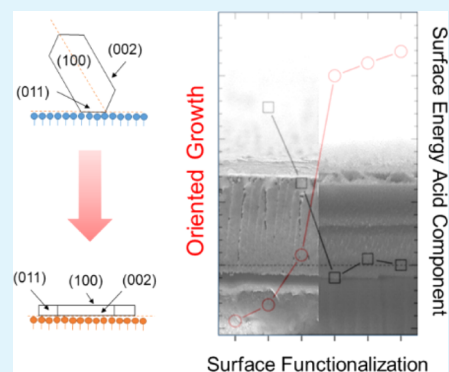 (100)
(002)
(011)
(100)
(011)
(002)
Oriented Growth
Surface Energy Acid Component
Surface Functionalization